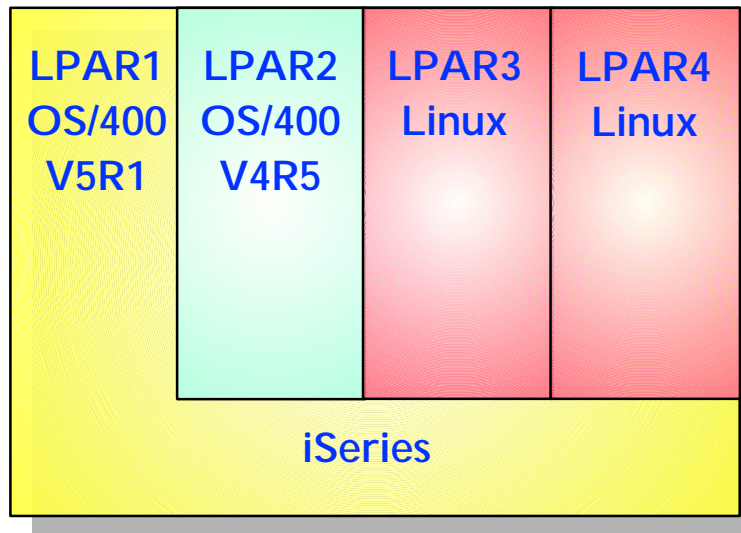 LPAR1
OS/400
V5R1
LPAR2
OS/400
V4R5
LPAR3
Linux
LPAR4
Linux
iSeries